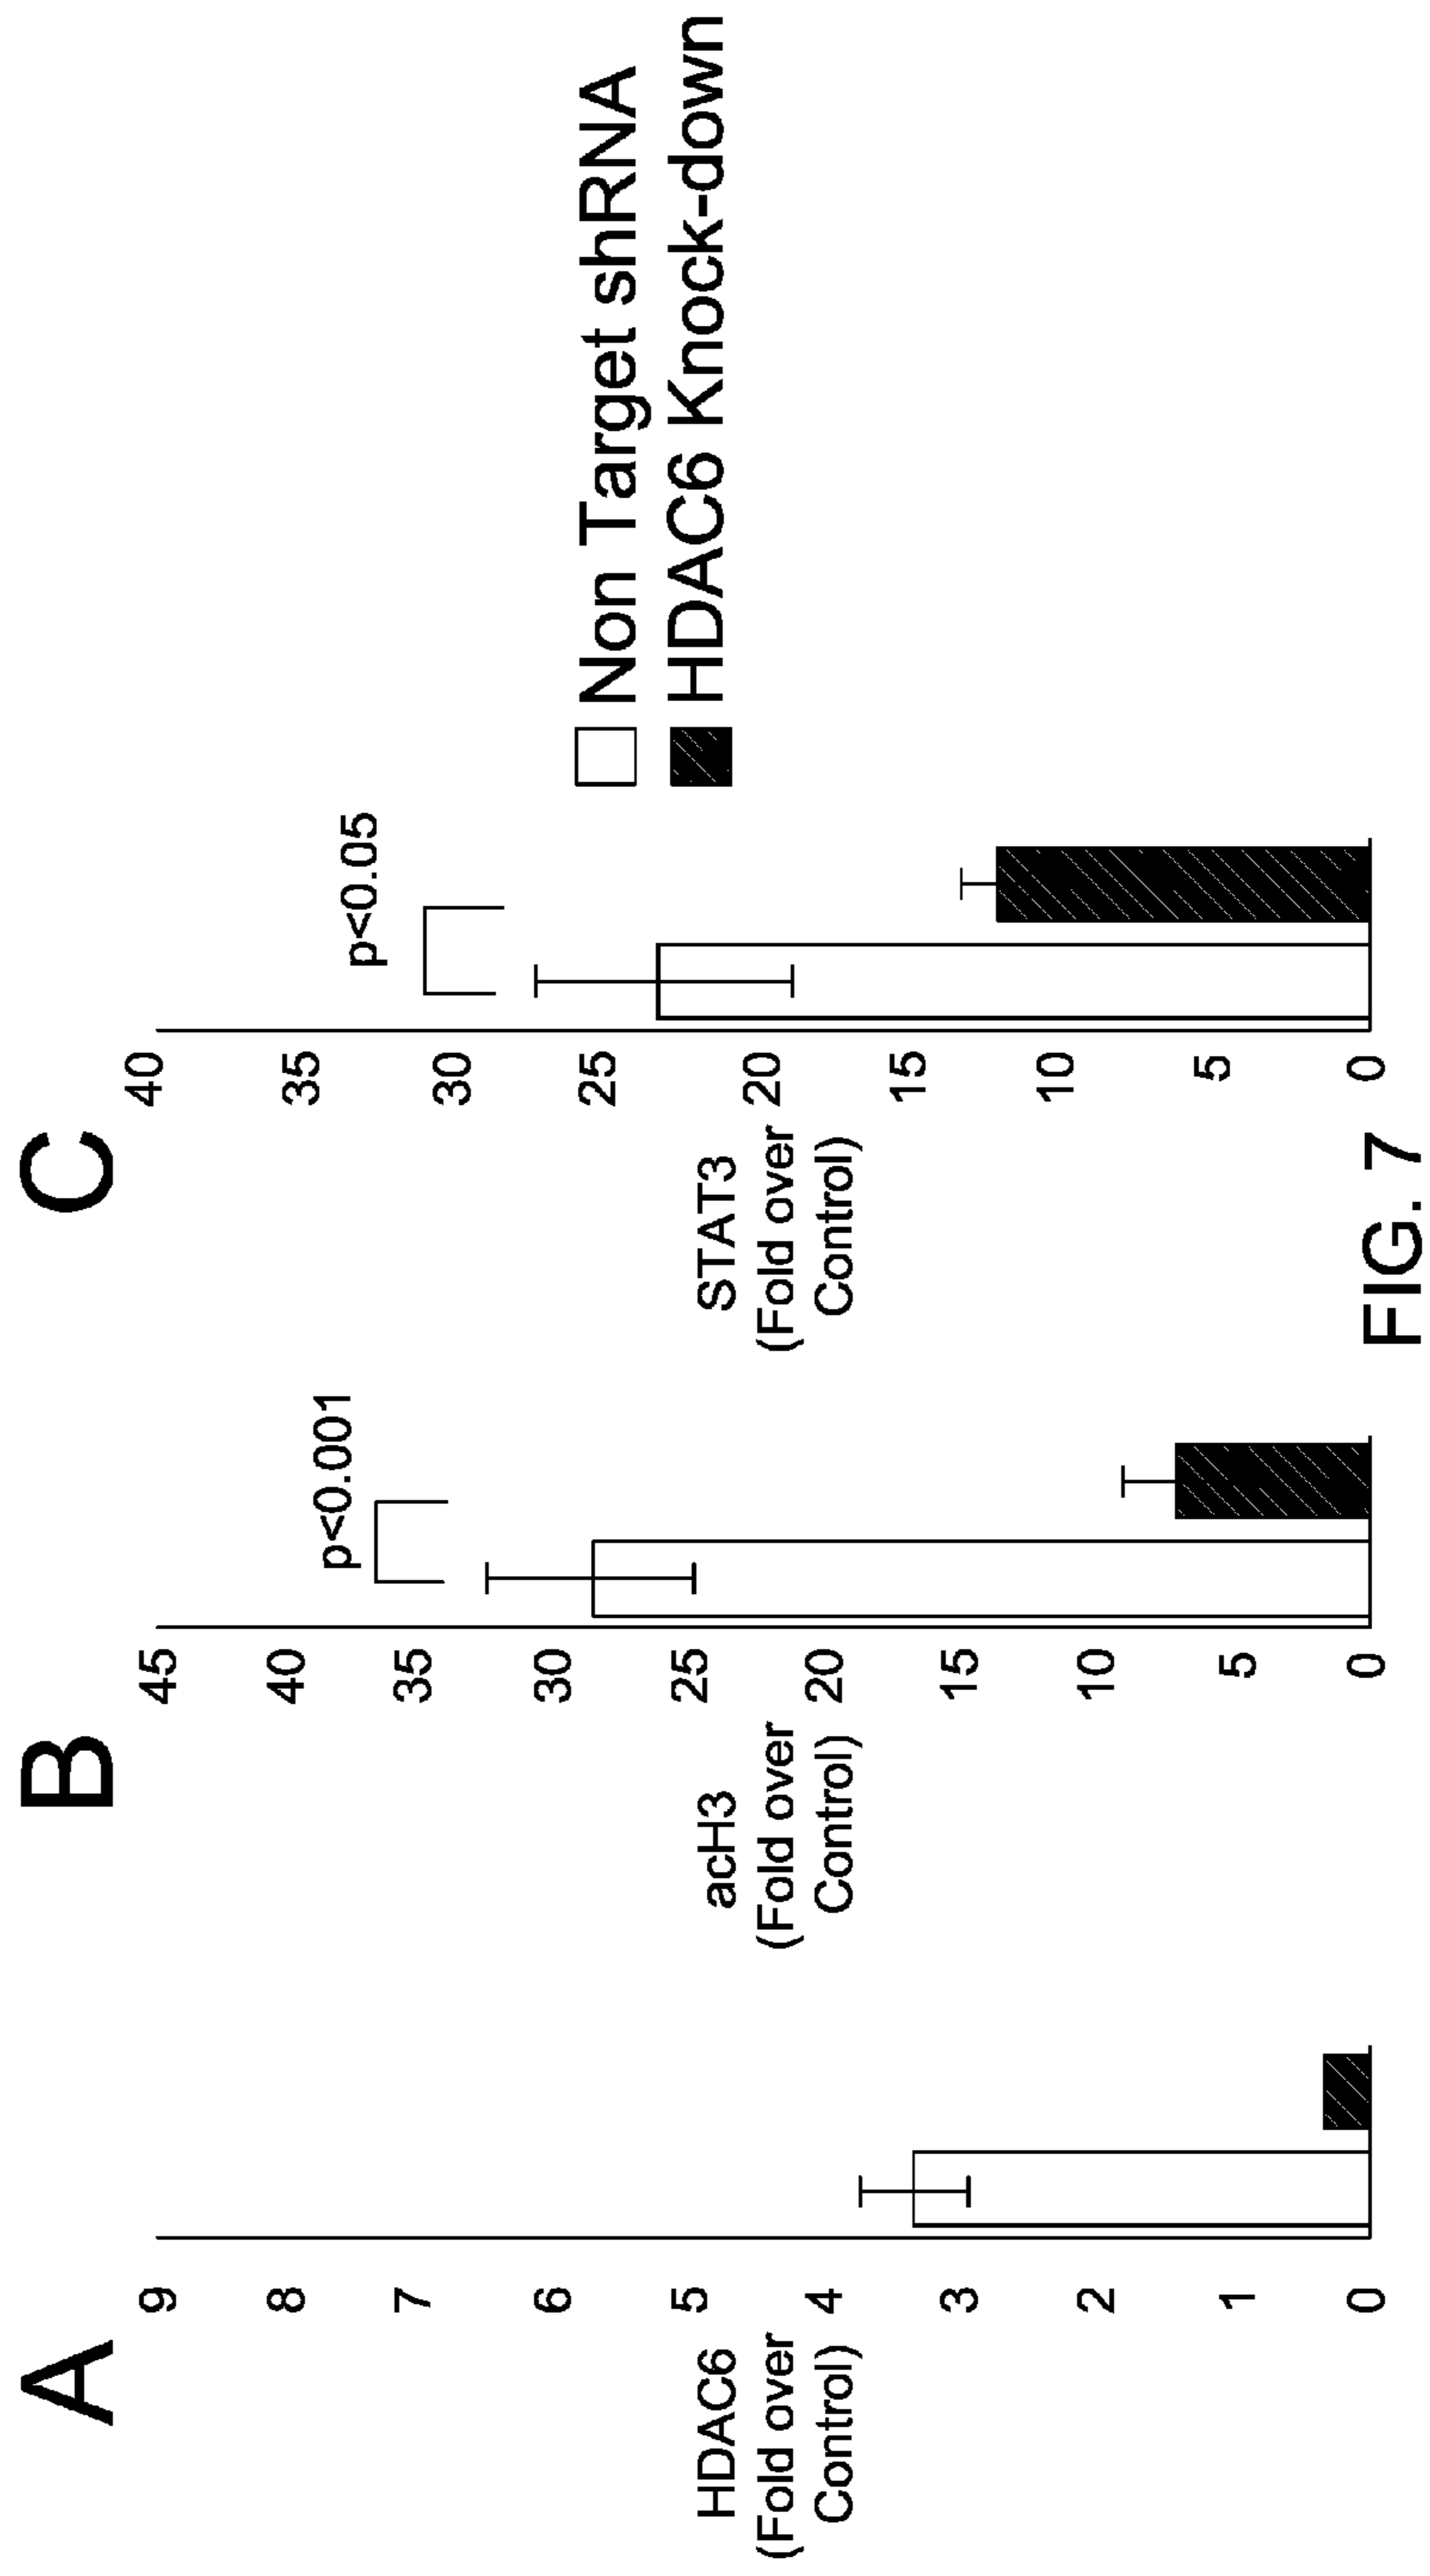 A
HDAC6
(Fold over
Control)
9
8
7
6
5
4
3
2
1
0
B
acH3
(Fold over
Control)
45
40
35
30
25
20
15
10
5
0
p<0.001
C
STAT3
(Fold over
Control)
40
35
30
25
20
15
10
5
0
p<0.05
Non Target shRNA
HDAC6 Knock-down
FIG. 7